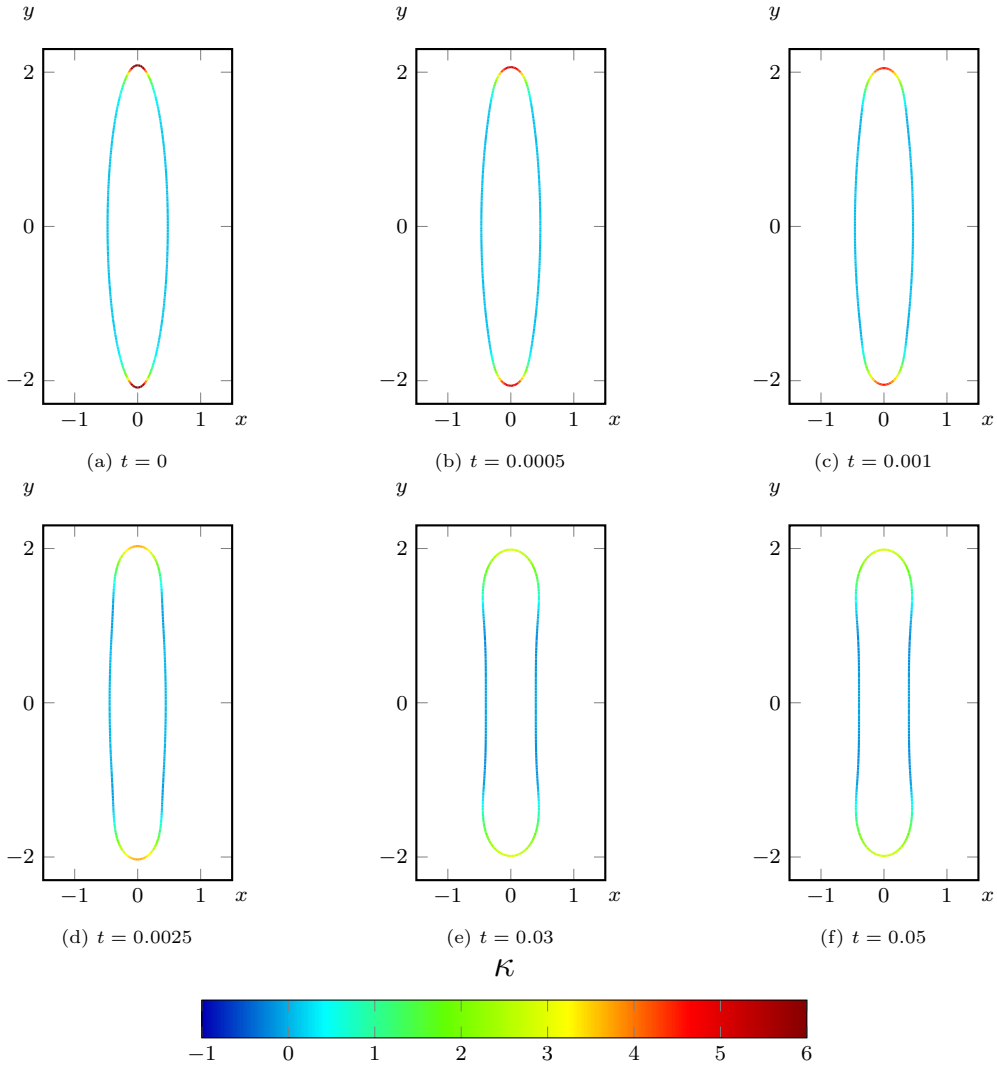 y y y
2 2 2
0 0 0
−2 −2 −2
−1 0 1 x −1 0 1 x −1 0 1 x
(a) t = 0 (b) t = 0.0005 (c) t = 0.001
y y y
2 2 2
0 0 0
−2 −2 −2
−1 0 1 x −1 0 1 x −1 0 1 x
(d) t = 0.0025 (e) t = 0.03 (f) t = 0.05
κ
−1 0 1 2 3 4 5 6